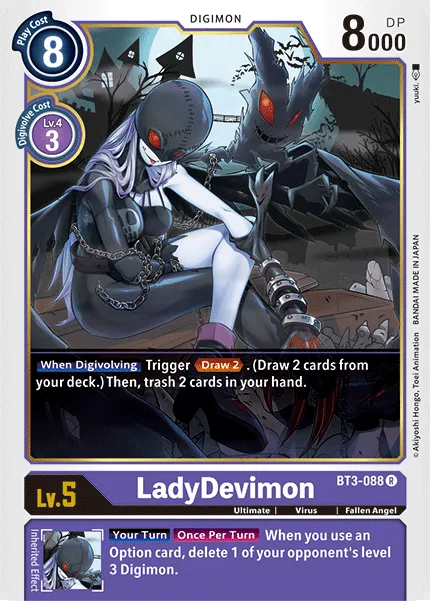 DIGIMON
Play Cost
8
8000
DP
Digivolve Cost
Lv.4
3
yuuki.
© Akiyoshi Hongo, Toei Animation BANDAI MADE IN JAPAN
When Digivolving Trigger Draw 2 . (Draw 2 cards from
your deck.) Then, trash 2 cards in your hand.
BT3-088 R
Lv.5
LadyDevimon
Ultimate | Virus | Fallen Angel
Inherited Effect
Your Turn Once Per Turn When you use an
Option card, delete 1 of your opponent's level
3 Digimon.